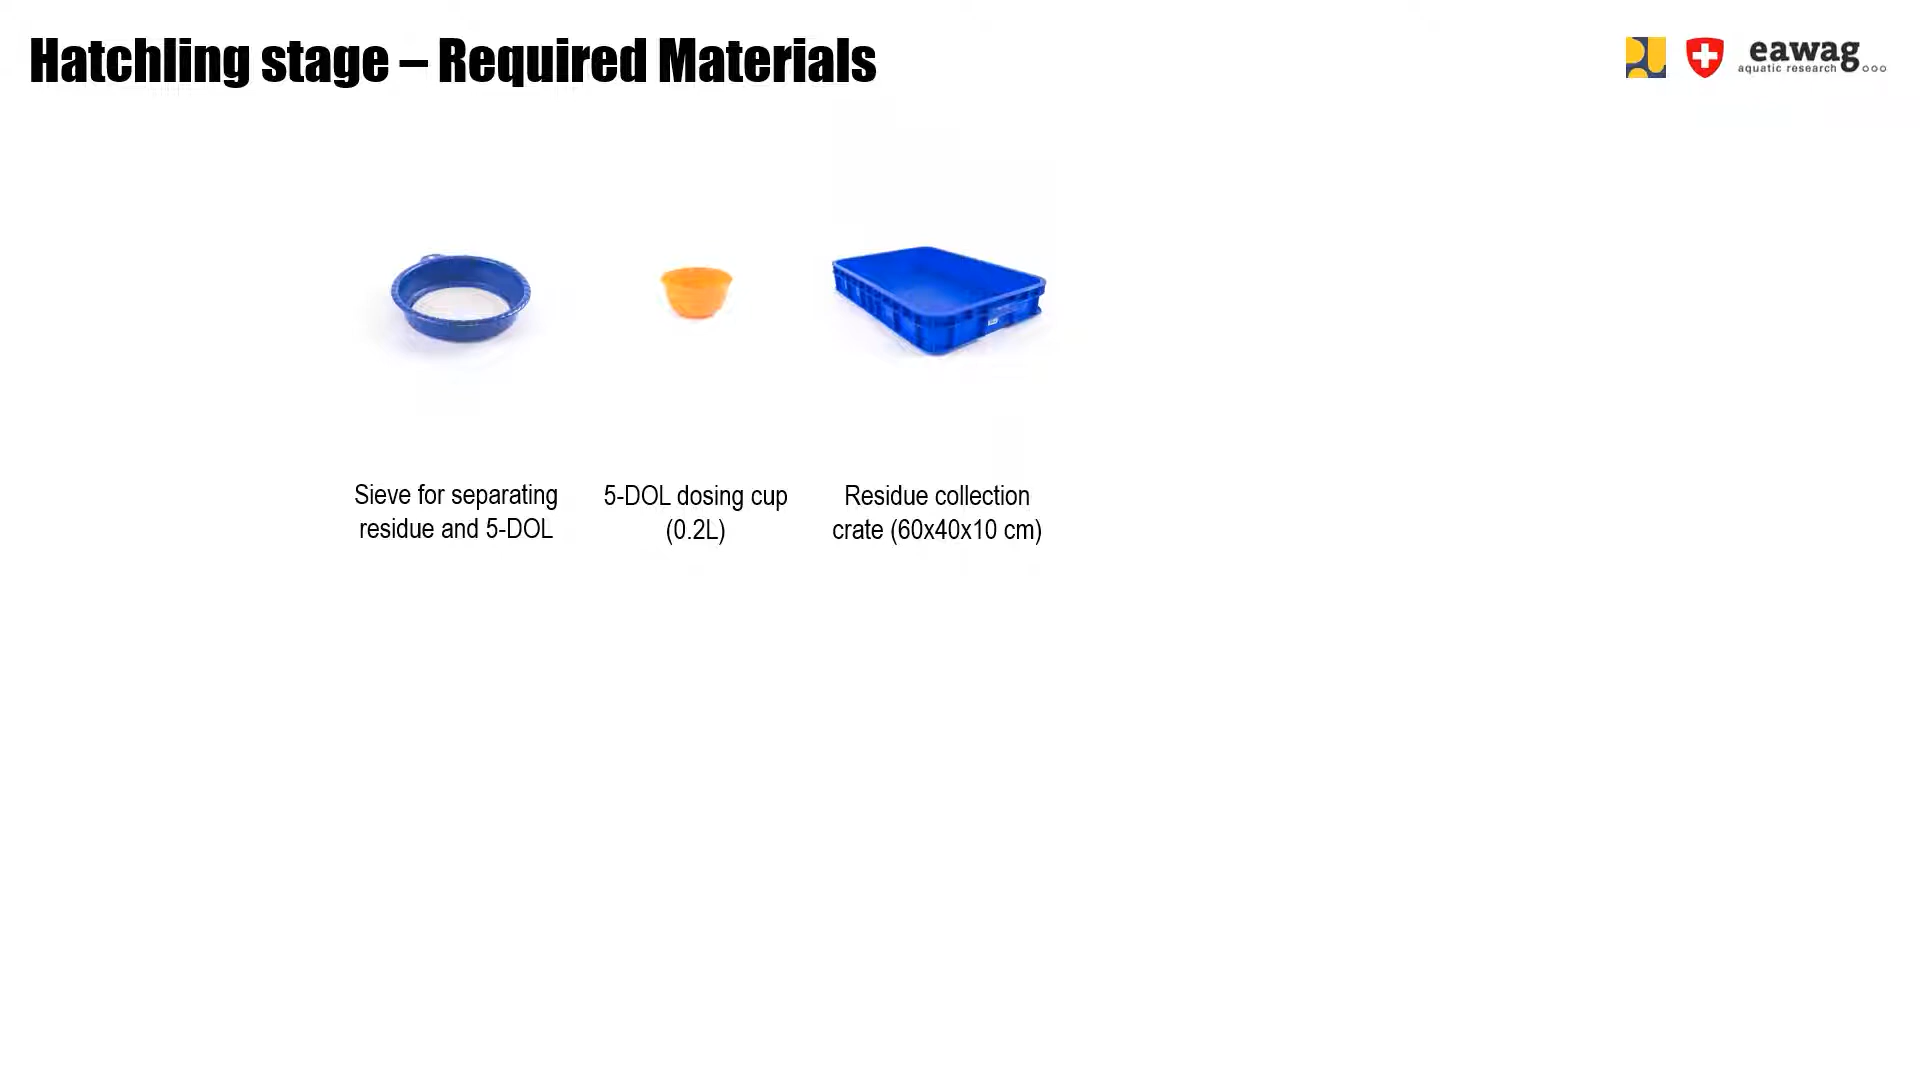 Hatchling stage – Required Materials
eawag
aquatic research
Sieve for separating
residue and 5-DOL
5-DOL dosing cup
(0.2L)
Residue collection
crate (60x40x10 cm)